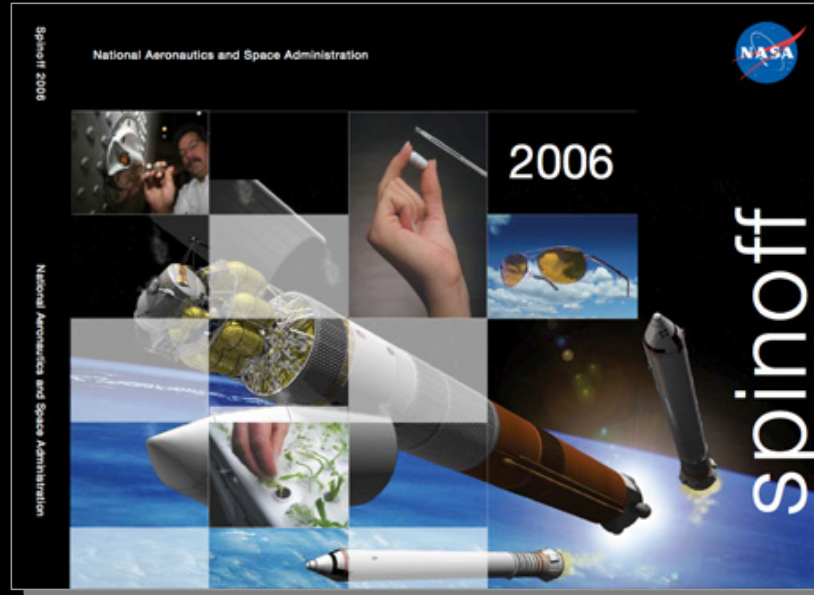 Spinoff 2006
National Aeronautics and Space Administration
National Aeronautics and Space Administration
NASA
2006
spinoff